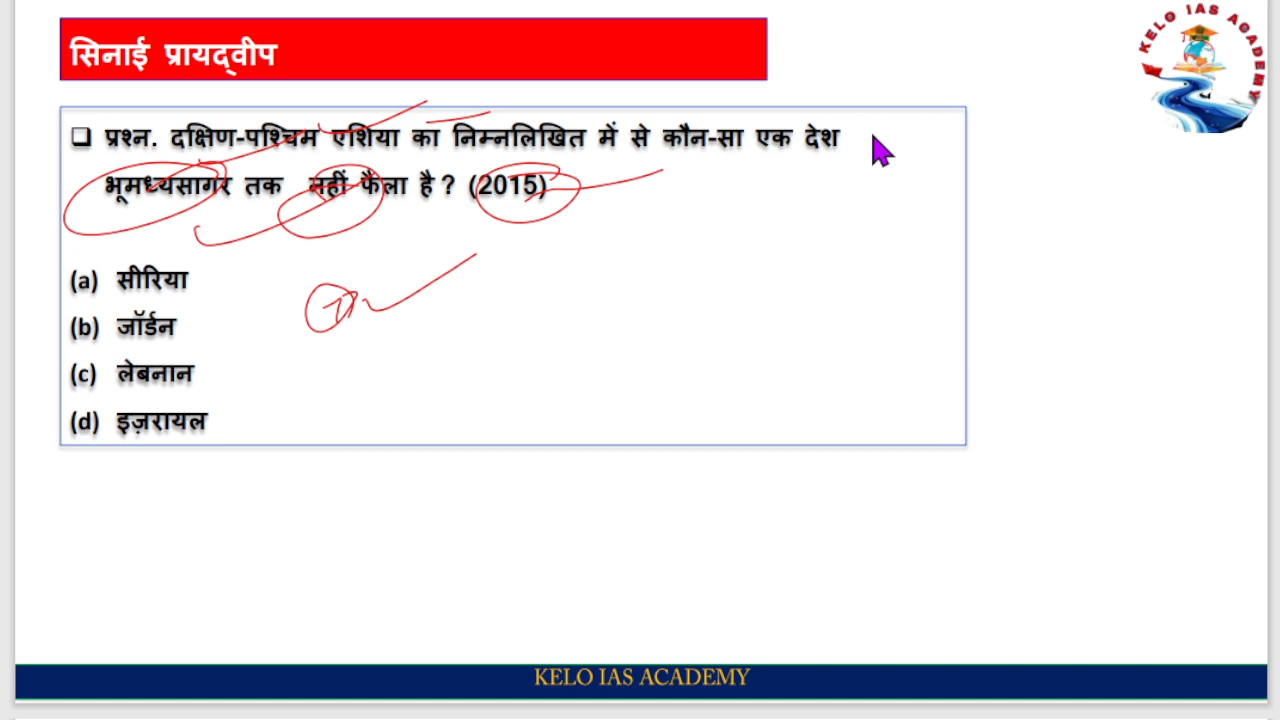 सिनाई प्रायद्वीप
KELO IAS ACADEMY
❑ प्रश्न. दक्षिण-पश्चिम एशिया का निम्नलिखित में से कौन-सा एक देश
भूमध्यसागर तक नहीं फैला है ? (2015)
(a) सीरिया
(b) जॉर्डन
(c) लेबनान
(d) इज़रायल
KELO IAS ACADEMY